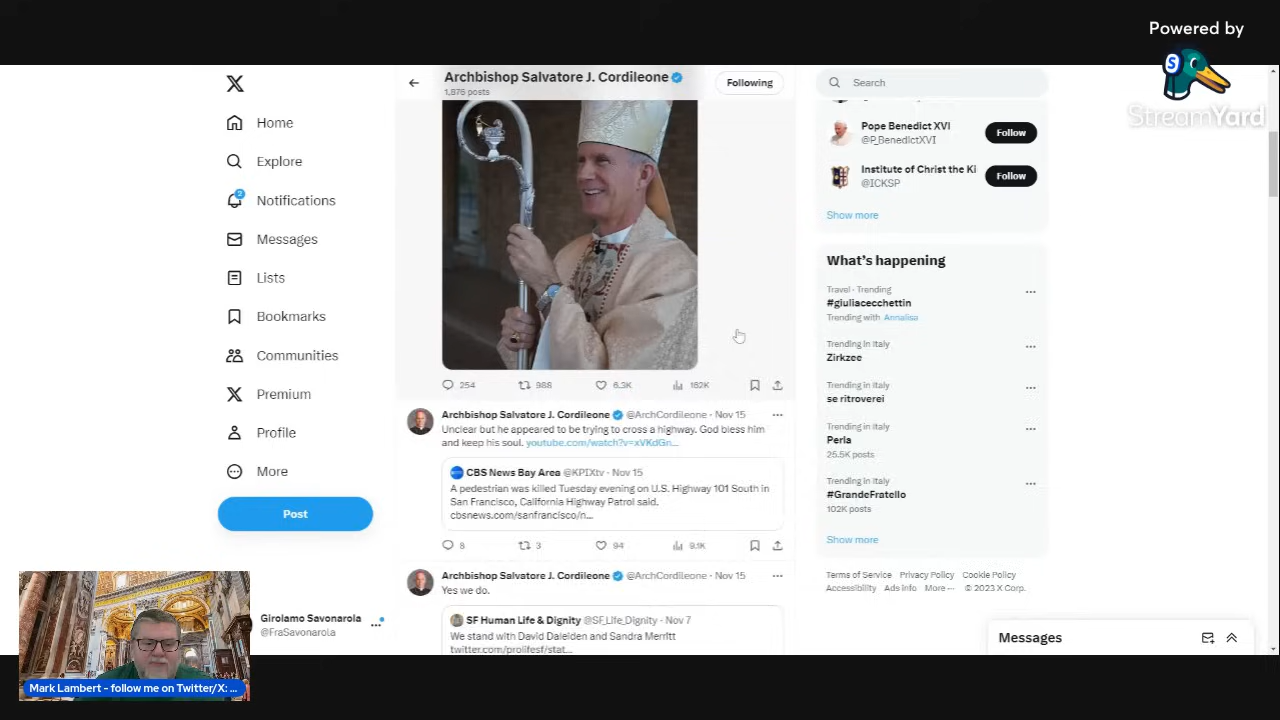 Powered by
StreamYard
Archbishop Salvatore J. Cordileone
1,876 posts
Following
Home
Explore
2
Notifications
Messages
Lists
Bookmarks
Communities
Premium
Profile
More
Post
Girolamo Savonarola
@FraSavonarola
Mark Lambert - follow me on Twitter/X: ...
254 988 6.3K 162K
Archbishop Salvatore J. Cordileone @ArchCordileone · Nov 15
Unclear but he appeared to be trying to cross a highway. God bless him
and keep his soul. youtube.com/watch?v=xVKdGn...
CBS News Bay Area @KPIXtv · Nov 15
A pedestrian was killed Tuesday evening on U.S. Highway 101 South in
San Francisco, California Highway Patrol said.
cbsnews.com/sanfrancisco/n...
8 3 94 9.1K
Archbishop Salvatore J. Cordileone @ArchCordileone · Nov 15
Yes we do.
SF Human Life & Dignity @SF_Life_Dignity · Nov 7
We stand with David Daleiden and Sandra Merritt
twitter.com/prolifesf/stat...
Search
Pope Benedict XVI
@P_BenedictXVI
Follow
Institute of Christ the Ki
@ICKSP
Follow
Show more
What's happening
Travel · Trending
#giuliacecchettin
Trending with Annalisa
Trending in Italy
Zirkzee
Trending in Italy
se ritroverei
Trending in Italy
Perla
25.5K posts
Trending in Italy
#GrandeFratello
102K posts
Show more
Terms of Service Privacy Policy Cookie Policy
Accessibility Ads info More ··· © 2023 X Corp.
Messages